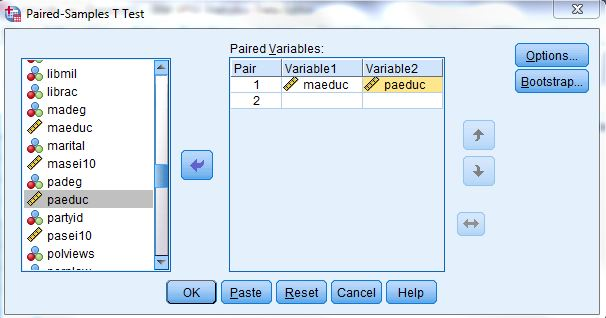 Paired-Samples T Test
Paired Variables:
libmil
librac
madeg
maeduc
marital
masei10
padeg
paeduc
partyid
pasei10
polviews
Pair Variable1 Variable2
1 maeduc paeduc
2
Options...
Bootstrap...
OK Paste Reset Cancel Help